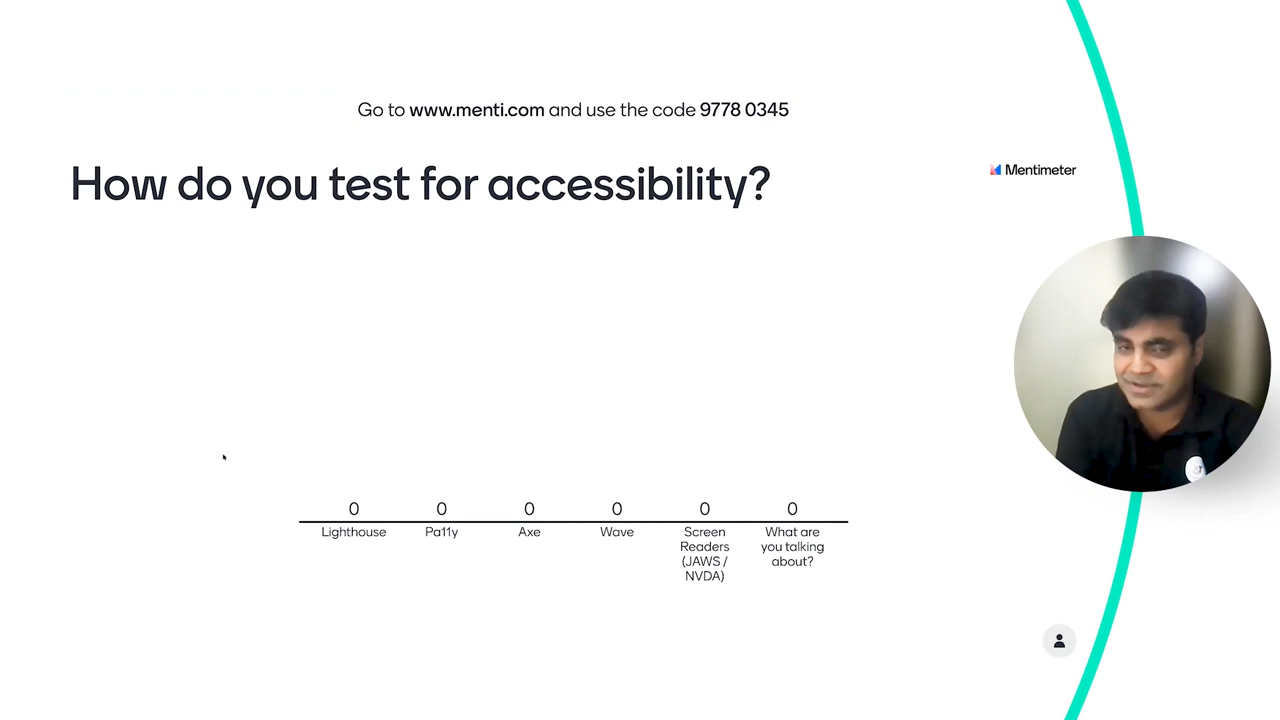 Go to www.menti.com and use the code 9778 0345
How do you test for accessibility?
Mentimeter
0 0 0 0 0 0
Lighthouse Pa11y Axe Wave Screen What are
Readers you talking
(JAWS / about?
NVDA)